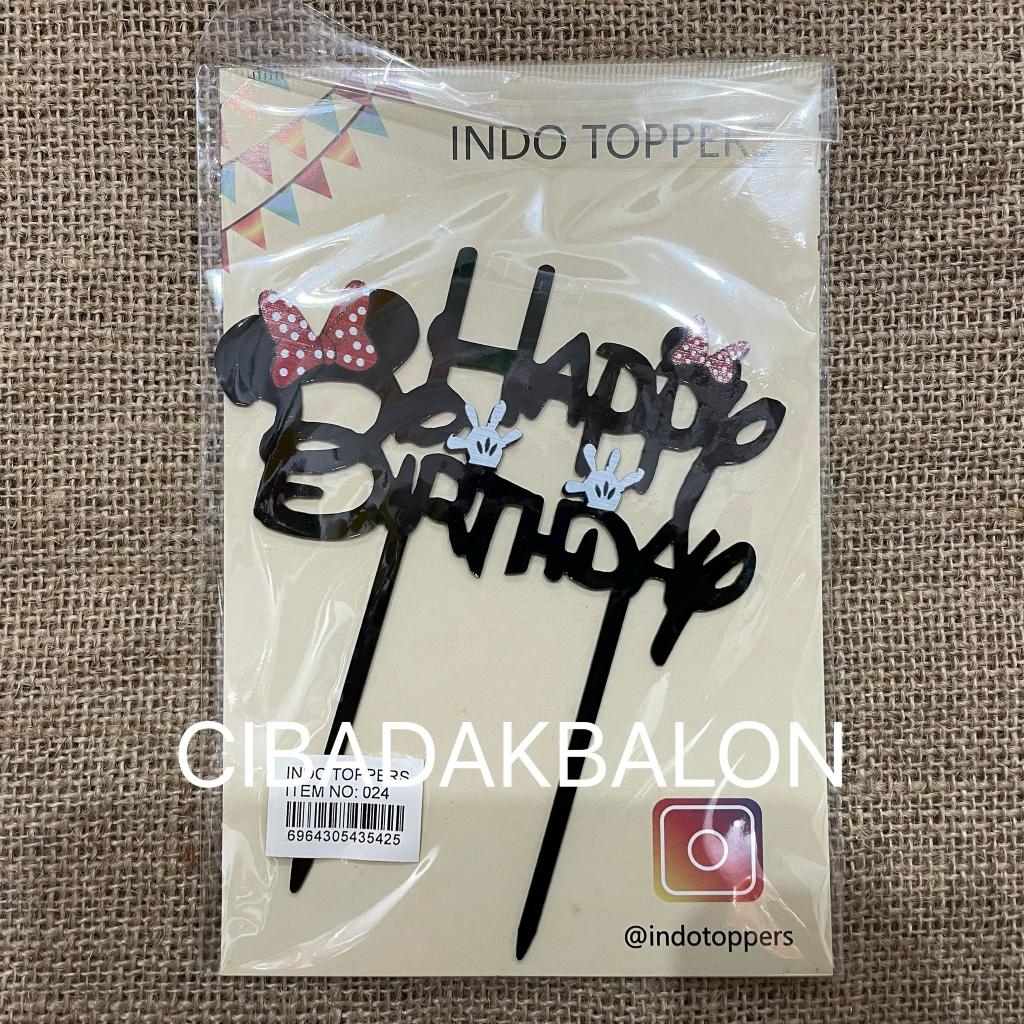 INDO TOPPERS
HAPPY
BIRTHDAY
CIBADAKBALON
INDO TOPPERS
ITEM NO: 024
6964305435425
@indotoppers